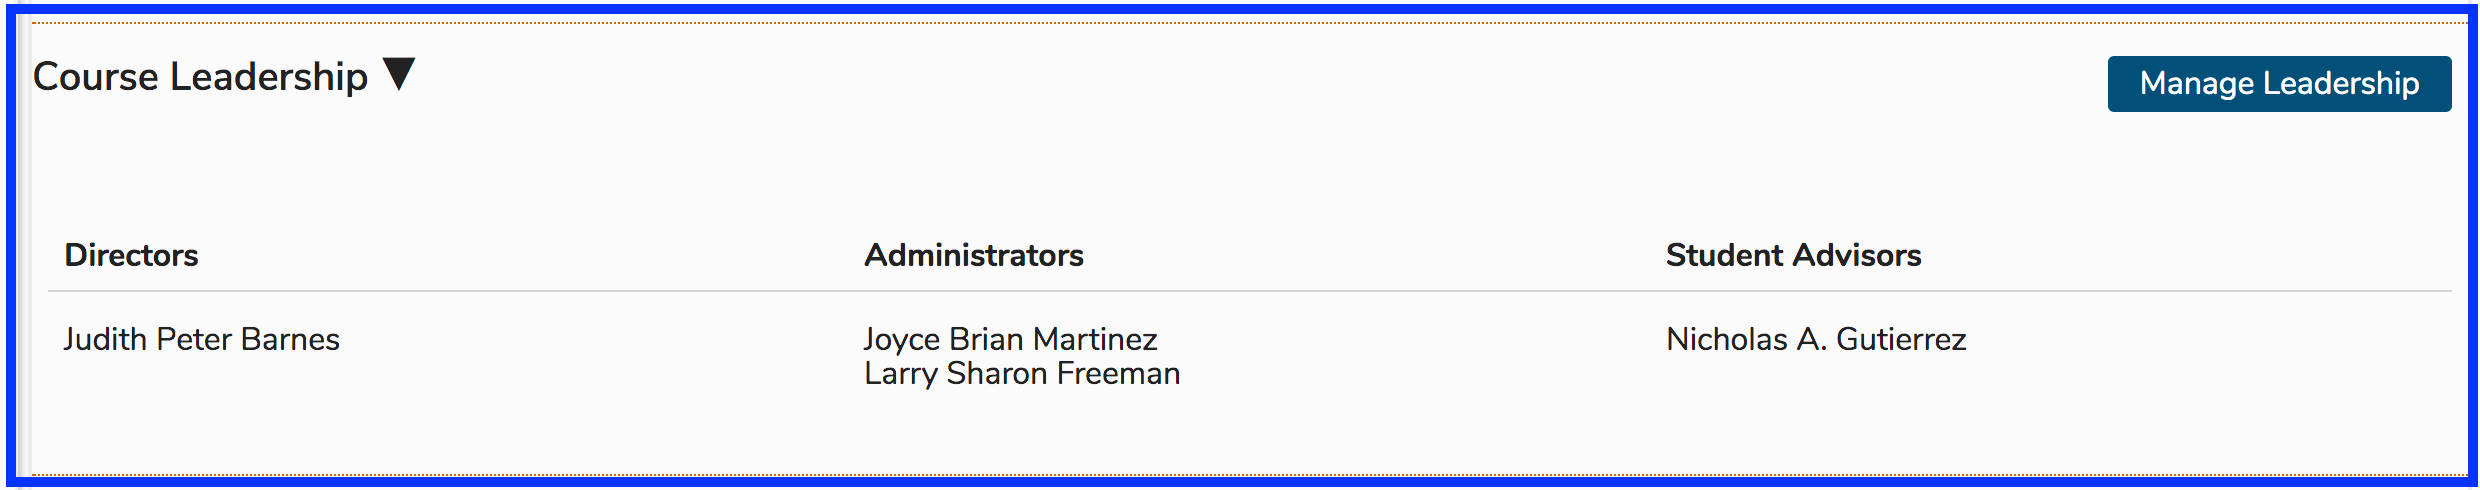 Course Leadership ▼
Manage Leadership
Directors Administrators Student Advisors
Judith Peter Barnes Joyce Brian Martinez Nicholas A. Gutierrez
Larry Sharon Freeman